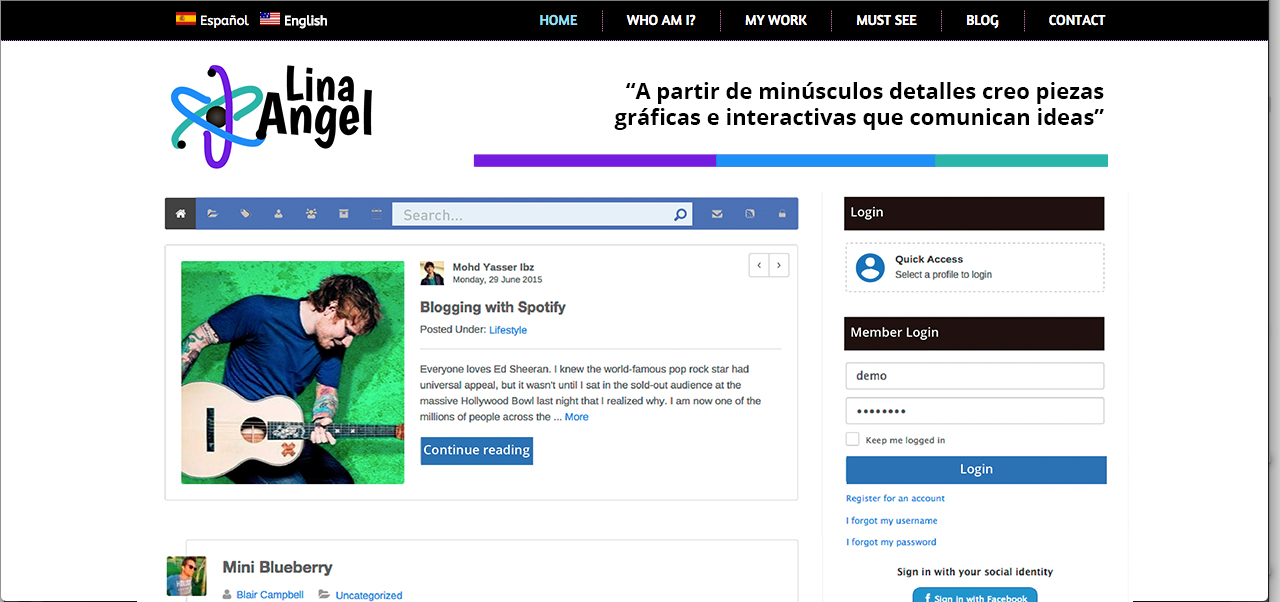 Español English HOME WHO AM I? MY WORK MUST SEE BLOG CONTACT
Lina
Angel
“A partir de minúsculos detalles creo piezas
gráficas e interactivas que comunican ideas”
Search...
Mohd Yasser Ibz
Monday, 29 June 2015
Blogging with Spotify
Posted Under: Lifestyle
Everyone loves Ed Sheeran. I knew the world-famous pop rock star had
universal appeal, but it wasn't until I sat in the sold-out audience at the
massive Hollywood Bowl last night that I realized why. I am now one of the
millions of people across the ... More
Continue reading
Mini Blueberry
Blair Campbell Uncategorized
Login
Quick Access
Select a profile to login
Member Login
demo
••••••••
Keep me logged in
Login
Register for an account
I forgot my username
I forgot my password
Sign in with your social identity
Sign in with Facebook